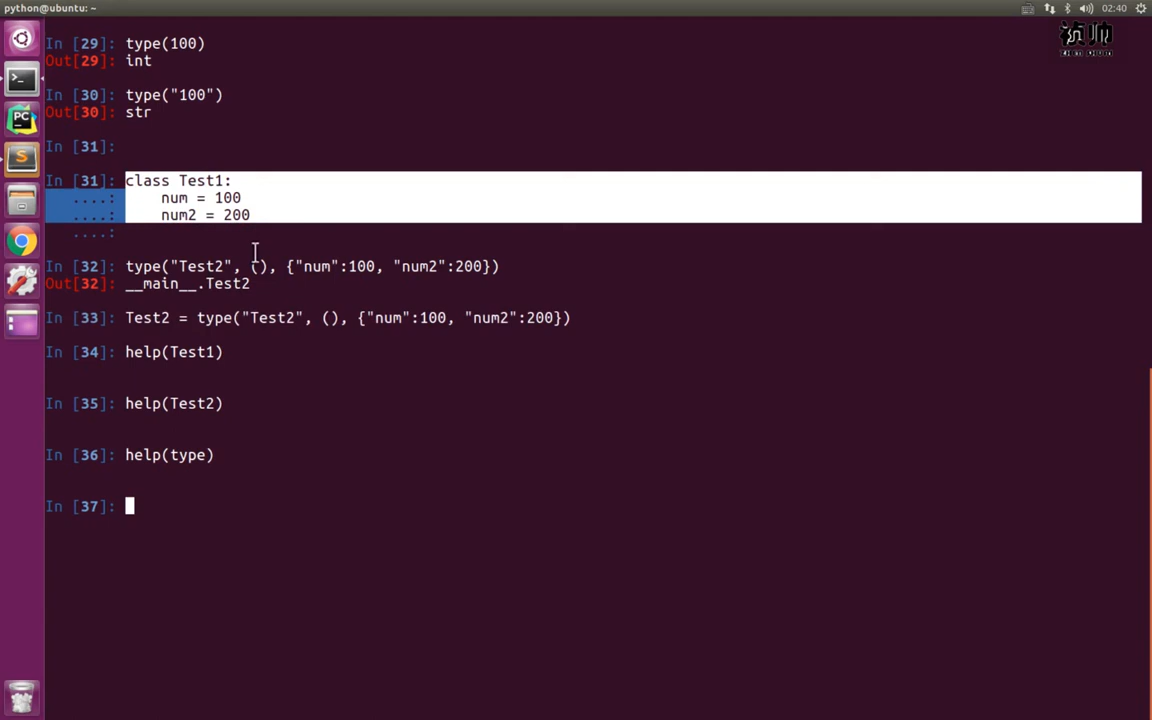 python@ubuntu: ~
02:40
祯帅
In [29]: type(100)
Out[29]: int
In [30]: type("100")
Out[30]: str
In [31]:
In [31]: class Test1:
....:     num = 100
....:     num2 = 200
....:
In [32]: type("Test2", (), {"num":100, "num2":200})
Out[32]: __main__.Test2
In [33]: Test2 = type("Test2", (), {"num":100, "num2":200})
In [34]: help(Test1)
In [35]: help(Test2)
In [36]: help(type)
In [37]:
PC
S